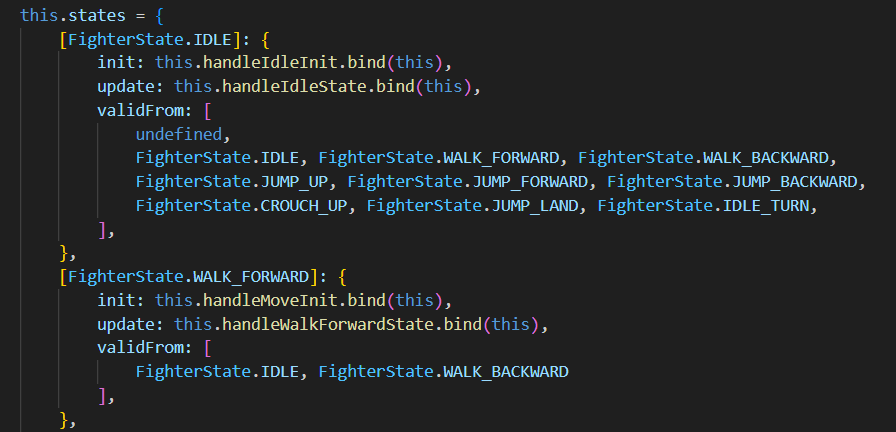 this.states = {
[FighterState.IDLE]: {
init: this.handleIdleInit.bind(this),
update: this.handleIdleState.bind(this),
validFrom: [
undefined,
FighterState.IDLE, FighterState.WALK_FORWARD, FighterState.WALK_BACKWARD,
FighterState.JUMP_UP, FighterState.JUMP_FORWARD, FighterState.JUMP_BACKWARD,
FighterState.CROUCH_UP, FighterState.JUMP_LAND, FighterState.IDLE_TURN,
],
},
[FighterState.WALK_FORWARD]: {
init: this.handleMoveInit.bind(this),
update: this.handleWalkForwardState.bind(this),
validFrom: [
FighterState.IDLE, FighterState.WALK_BACKWARD
],
},